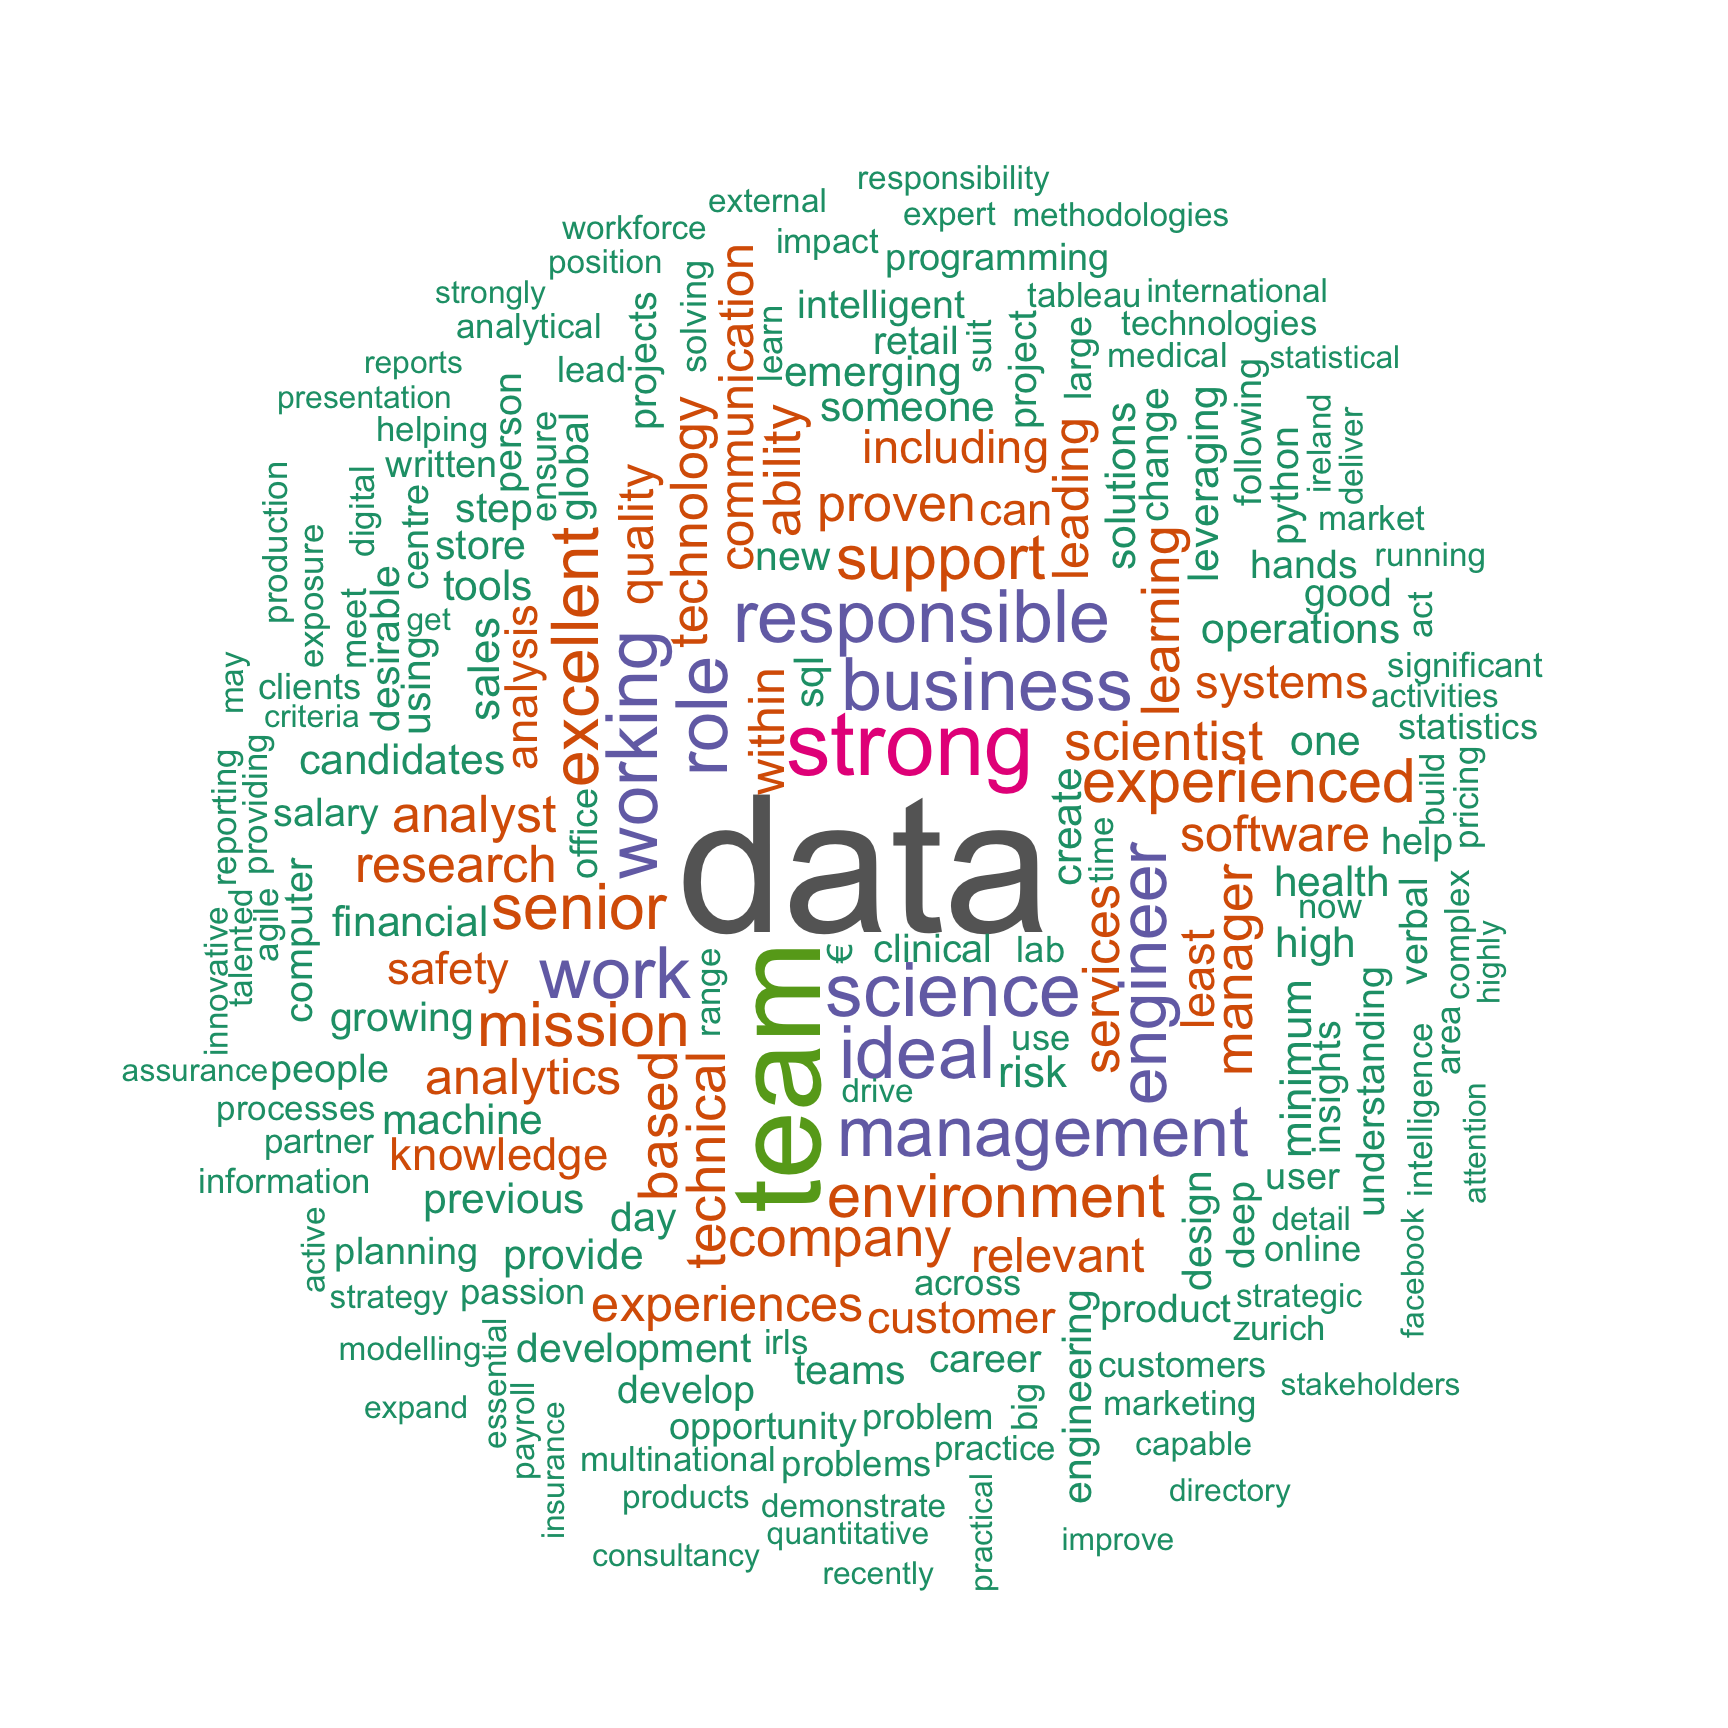 responsibility
external
expert
methodologies
workforce
impact
position
programming
strongly
projects
solving
communication
learn
intelligent
tableau
international
analytical
retail
suit
project
large
technologies
reports
lead
emerging
medical
statistical
presentation
person
ensure
global
technology
ability
someone
including
leading
solutions
change
leveraging
following
python
ireland
deliver
helping
written
production
exposure
digital
centre
step
store
tools
excellent
quality
proven
can
new
support
learning
market
running
hands
good
act
operations
meet
desirable
get
using
sales
analysis
working
role
within
sql
responsible
business
strong
systems
significant
activities
statistics
may
clients
criteria
candidates
scientist
one
experienced
build
pricing
reporting
providing
salary
analyst
office
data
create
time
software
help
research
computer
innovative
talented
agile
financial
senior
health
now
high
verbal
complex
highly
engineer
manager
services
least
safety
work
range
team
€
clinical
lab
science
growing
mission
ideal
use
risk
drive
minimum
insights
understanding
intelligence
area
attention
assurance
people
analytics
based
technical
processes
machine
management
partner
knowledge
information
previous
day
environment
company
relevant
design
deep
user
detail
online
facebook
active
planning
provide
strategy
passion
experiences
across
customer
product
strategic
zurich
engineering
modelling
essential
development
irls
teams
career
customers
stakeholders
expand
payroll
insurance
develop
opportunity
problem
big
marketing
multinational
problems
practice
capable
products
demonstrate
practical
directory
quantitative
improve
consultancy
recently